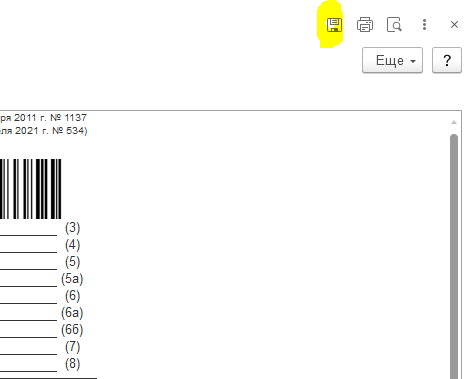 Еще
?
ря 2011 г. № 1137
ля 2021 г. № 534)
(3)
(4)
(5)
(5а)
(6)
(6а)
(6б)
(7)
(8)